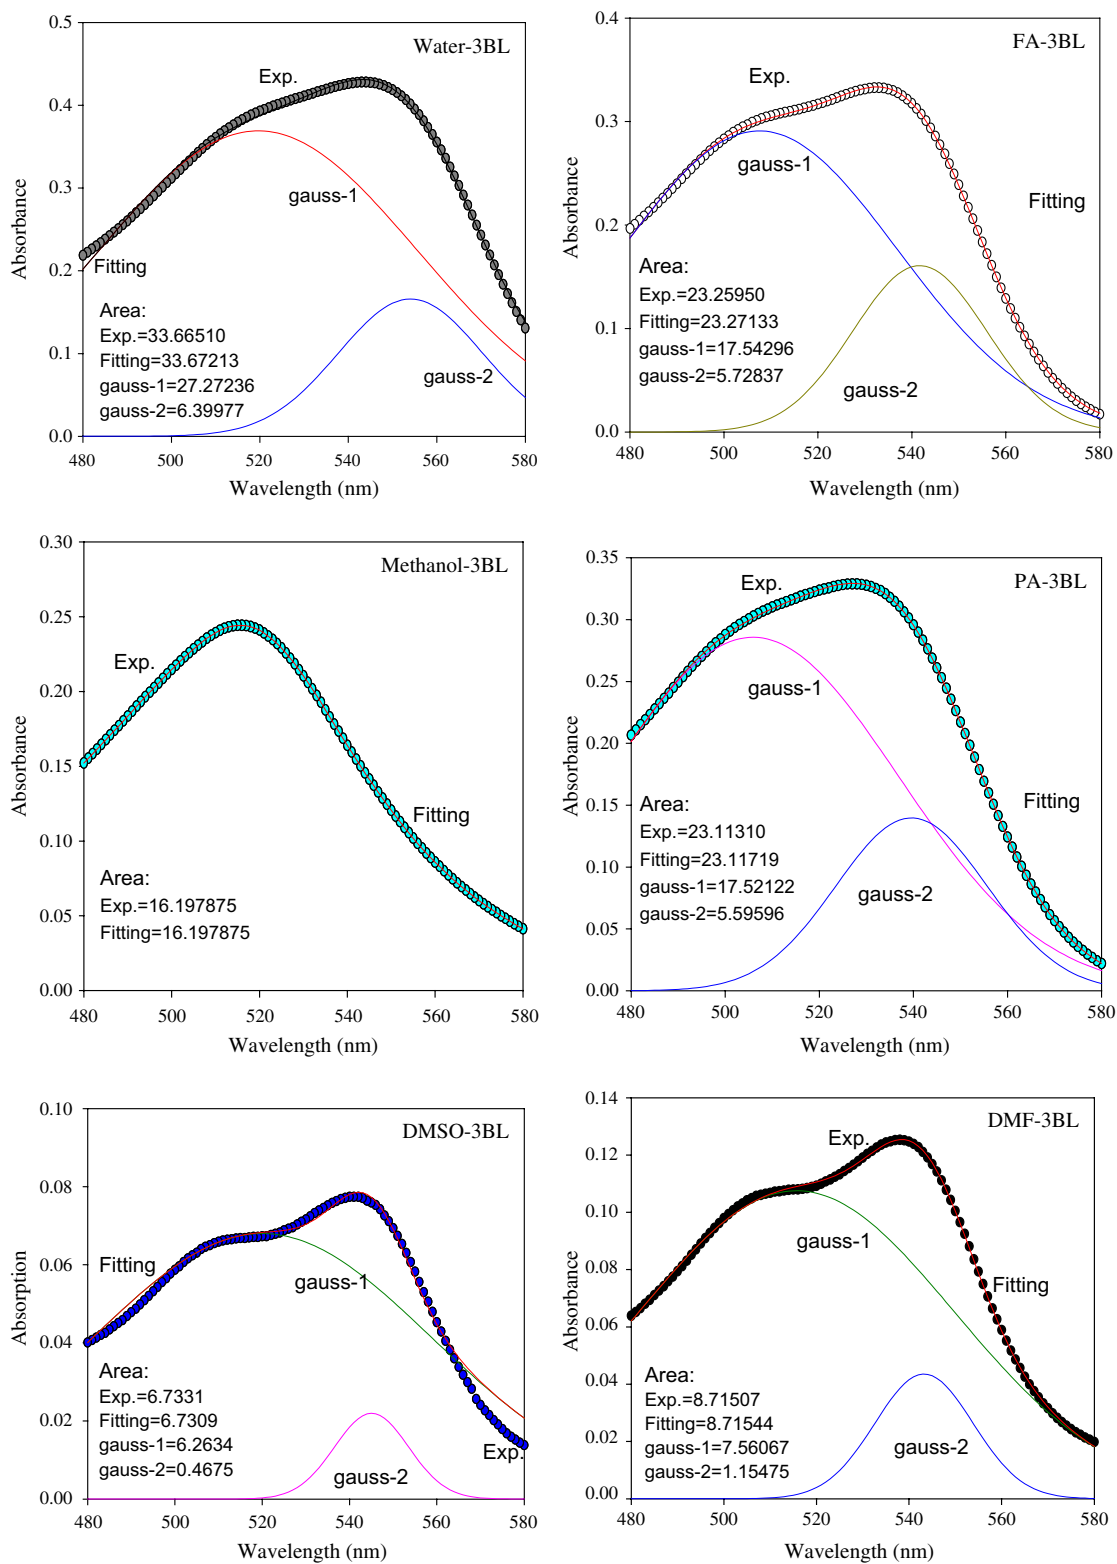 Water-3BL
Exp.
gauss-1
Fitting
Area:
Exp.=33.66510
Fitting=33.67213
gauss-1=27.27236
gauss-2=6.39977
gauss-2
0.5
0.4
0.3
0.2
0.1
0.0
Absorbance
480 500 520 540 560 580
Wavelength (nm)
FA-3BL
Exp.
gauss-1
Fitting
Area:
Exp.=23.25950
Fitting=23.27133
gauss-1=17.54296
gauss-2=5.72837
gauss-2
0.4
0.3
0.2
0.1
0.0
Absorbance
480 500 520 540 560 580
Wavelength (nm)
Methanol-3BL
Exp.
Fitting
Area:
Exp.=16.197875
Fitting=16.197875
0.30
0.25
0.20
0.15
0.10
0.05
0.00
Absorbance
480 500 520 540 560 580
Wavelength (nm)
PA-3BL
Exp.
gauss-1
Fitting
Area:
Exp.=23.11310
Fitting=23.11719
gauss-1=17.52122
gauss-2=5.59596
gauss-2
0.35
0.30
0.25
0.20
0.15
0.10
0.05
0.00
Absorbance
480 500 520 540 560 580
Wavelength (nm)
DMSO-3BL
Fitting
gauss-1
Area:
Exp.=6.7331
Fitting=6.7309
gauss-1=6.2634
gauss-2=0.4675
gauss-2
Exp.
0.10
0.08
0.06
0.04
0.02
0.00
Absorption
480 500 520 540 560 580
Wavelength (nm)
DMF-3BL
Exp.
gauss-1
Fitting
Area:
Exp.=8.71507
Fitting=8.71544
gauss-1=7.56067
gauss-2=1.15475
gauss-2
0.14
0.12
0.10
0.08
0.06
0.04
0.02
0.00
Absorbance
480 500 520 540 560 580
Wavelength (nm)